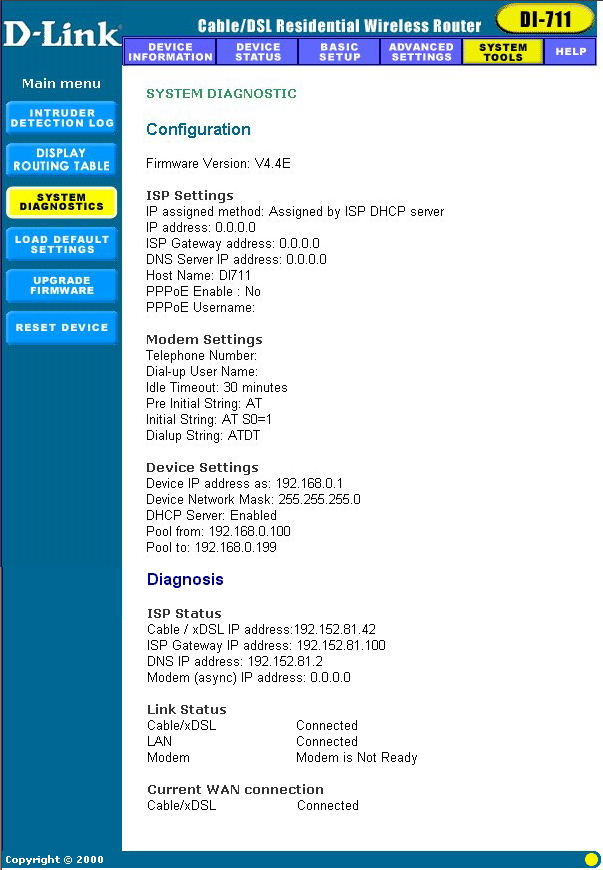 D-Link
Cable/DSL Residential Wireless Router
DI-711
DEVICE INFORMATION
DEVICE STATUS
BASIC SETUP
ADVANCED SETTINGS
SYSTEM TOOLS
HELP
Main menu
INTRUDER
DETECTION LOG
DISPLAY
ROUTING TABLE
SYSTEM
DIAGNOSTICS
LOAD DEFAULT
SETTINGS
UPGRADE
FIRMWARE
RESET DEVICE
SYSTEM DIAGNOSTIC
Configuration
Firmware Version: V4.4E
ISP Settings
IP assigned method: Assigned by ISP DHCP server
IP address: 0.0.0.0
ISP Gateway address: 0.0.0.0
DNS Server IP address: 0.0.0.0
Host Name: DI711
PPPoE Enable : No
PPPoE Username:
Modem Settings
Telephone Number:
Dial-up User Name:
Idle Timeout: 30 minutes
Pre Initial String: AT
Initial String: AT S0=1
Dialup String: ATDT
Device Settings
Device IP address as: 192.168.0.1
Device Network Mask: 255.255.255.0
DHCP Server: Enabled
Pool from: 192.168.0.100
Pool to: 192.168.0.199
Diagnosis
ISP Status
Cable / xDSL IP address:192.152.81.42
ISP Gateway IP address: 192.152.81.100
DNS IP address: 192.152.81.2
Modem (async) IP address: 0.0.0.0
Link Status
Cable/xDSL Connected
LAN Connected
Modem Modem is Not Ready
Current WAN connection
Cable/xDSL Connected
Copyright © 2000